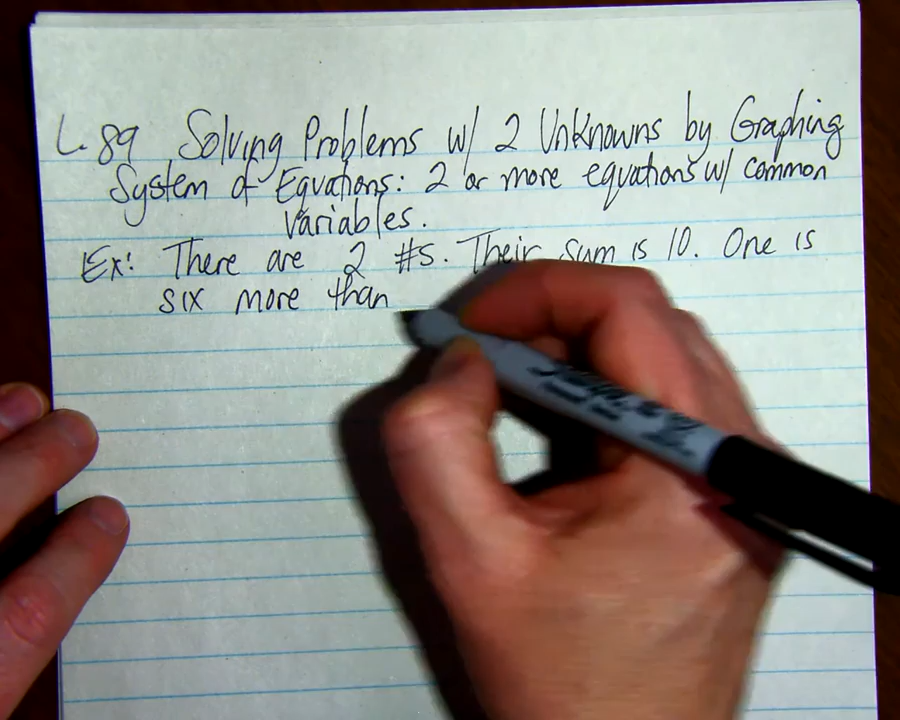 L. 89 Solving Problems w/ 2 Unknowns by Graphing
System of Equations: 2 or more equations w/ common
variables.
Ex: There are 2 #s. Their sum is 10. One is
six more than